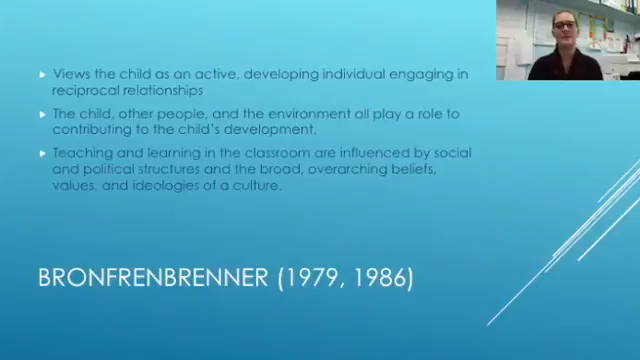 Views the child as an active, developing individual engaging in
reciprocal relationships
The child, other people, and the environment all play a role to
contributing to the child's development.
Teaching and learning in the classroom are influenced by social
and political structures and the broad, overarching beliefs,
values, and ideologies of a culture.
BRONFRENBRENNER (1979, 1986)